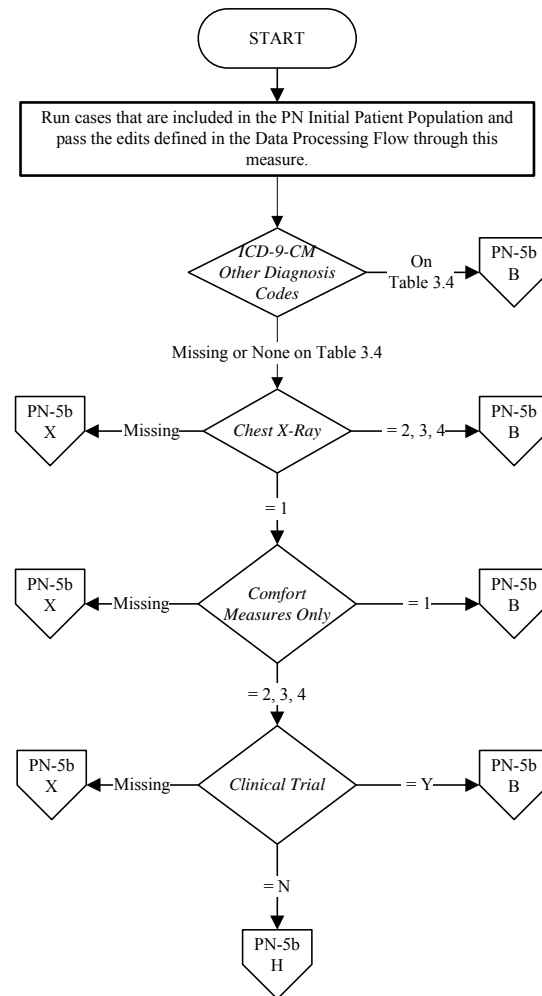 START
Run cases that are included in the PN Initial Patient Population and
pass the edits defined in the Data Processing Flow through this
measure.
ICD-9-CM
Other Diagnosis
Codes
On
Table 3.4
PN-5b
B
Missing or None on Table 3.4
PN-5b
X
Missing
Chest X-Ray
= 2, 3, 4
PN-5b
B
= 1
PN-5b
X
Missing
Comfort
Measures Only
= 1
PN-5b
B
= 2, 3, 4
PN-5b
X
Missing
Clinical Trial
= Y
PN-5b
B
= N
PN-5b
H